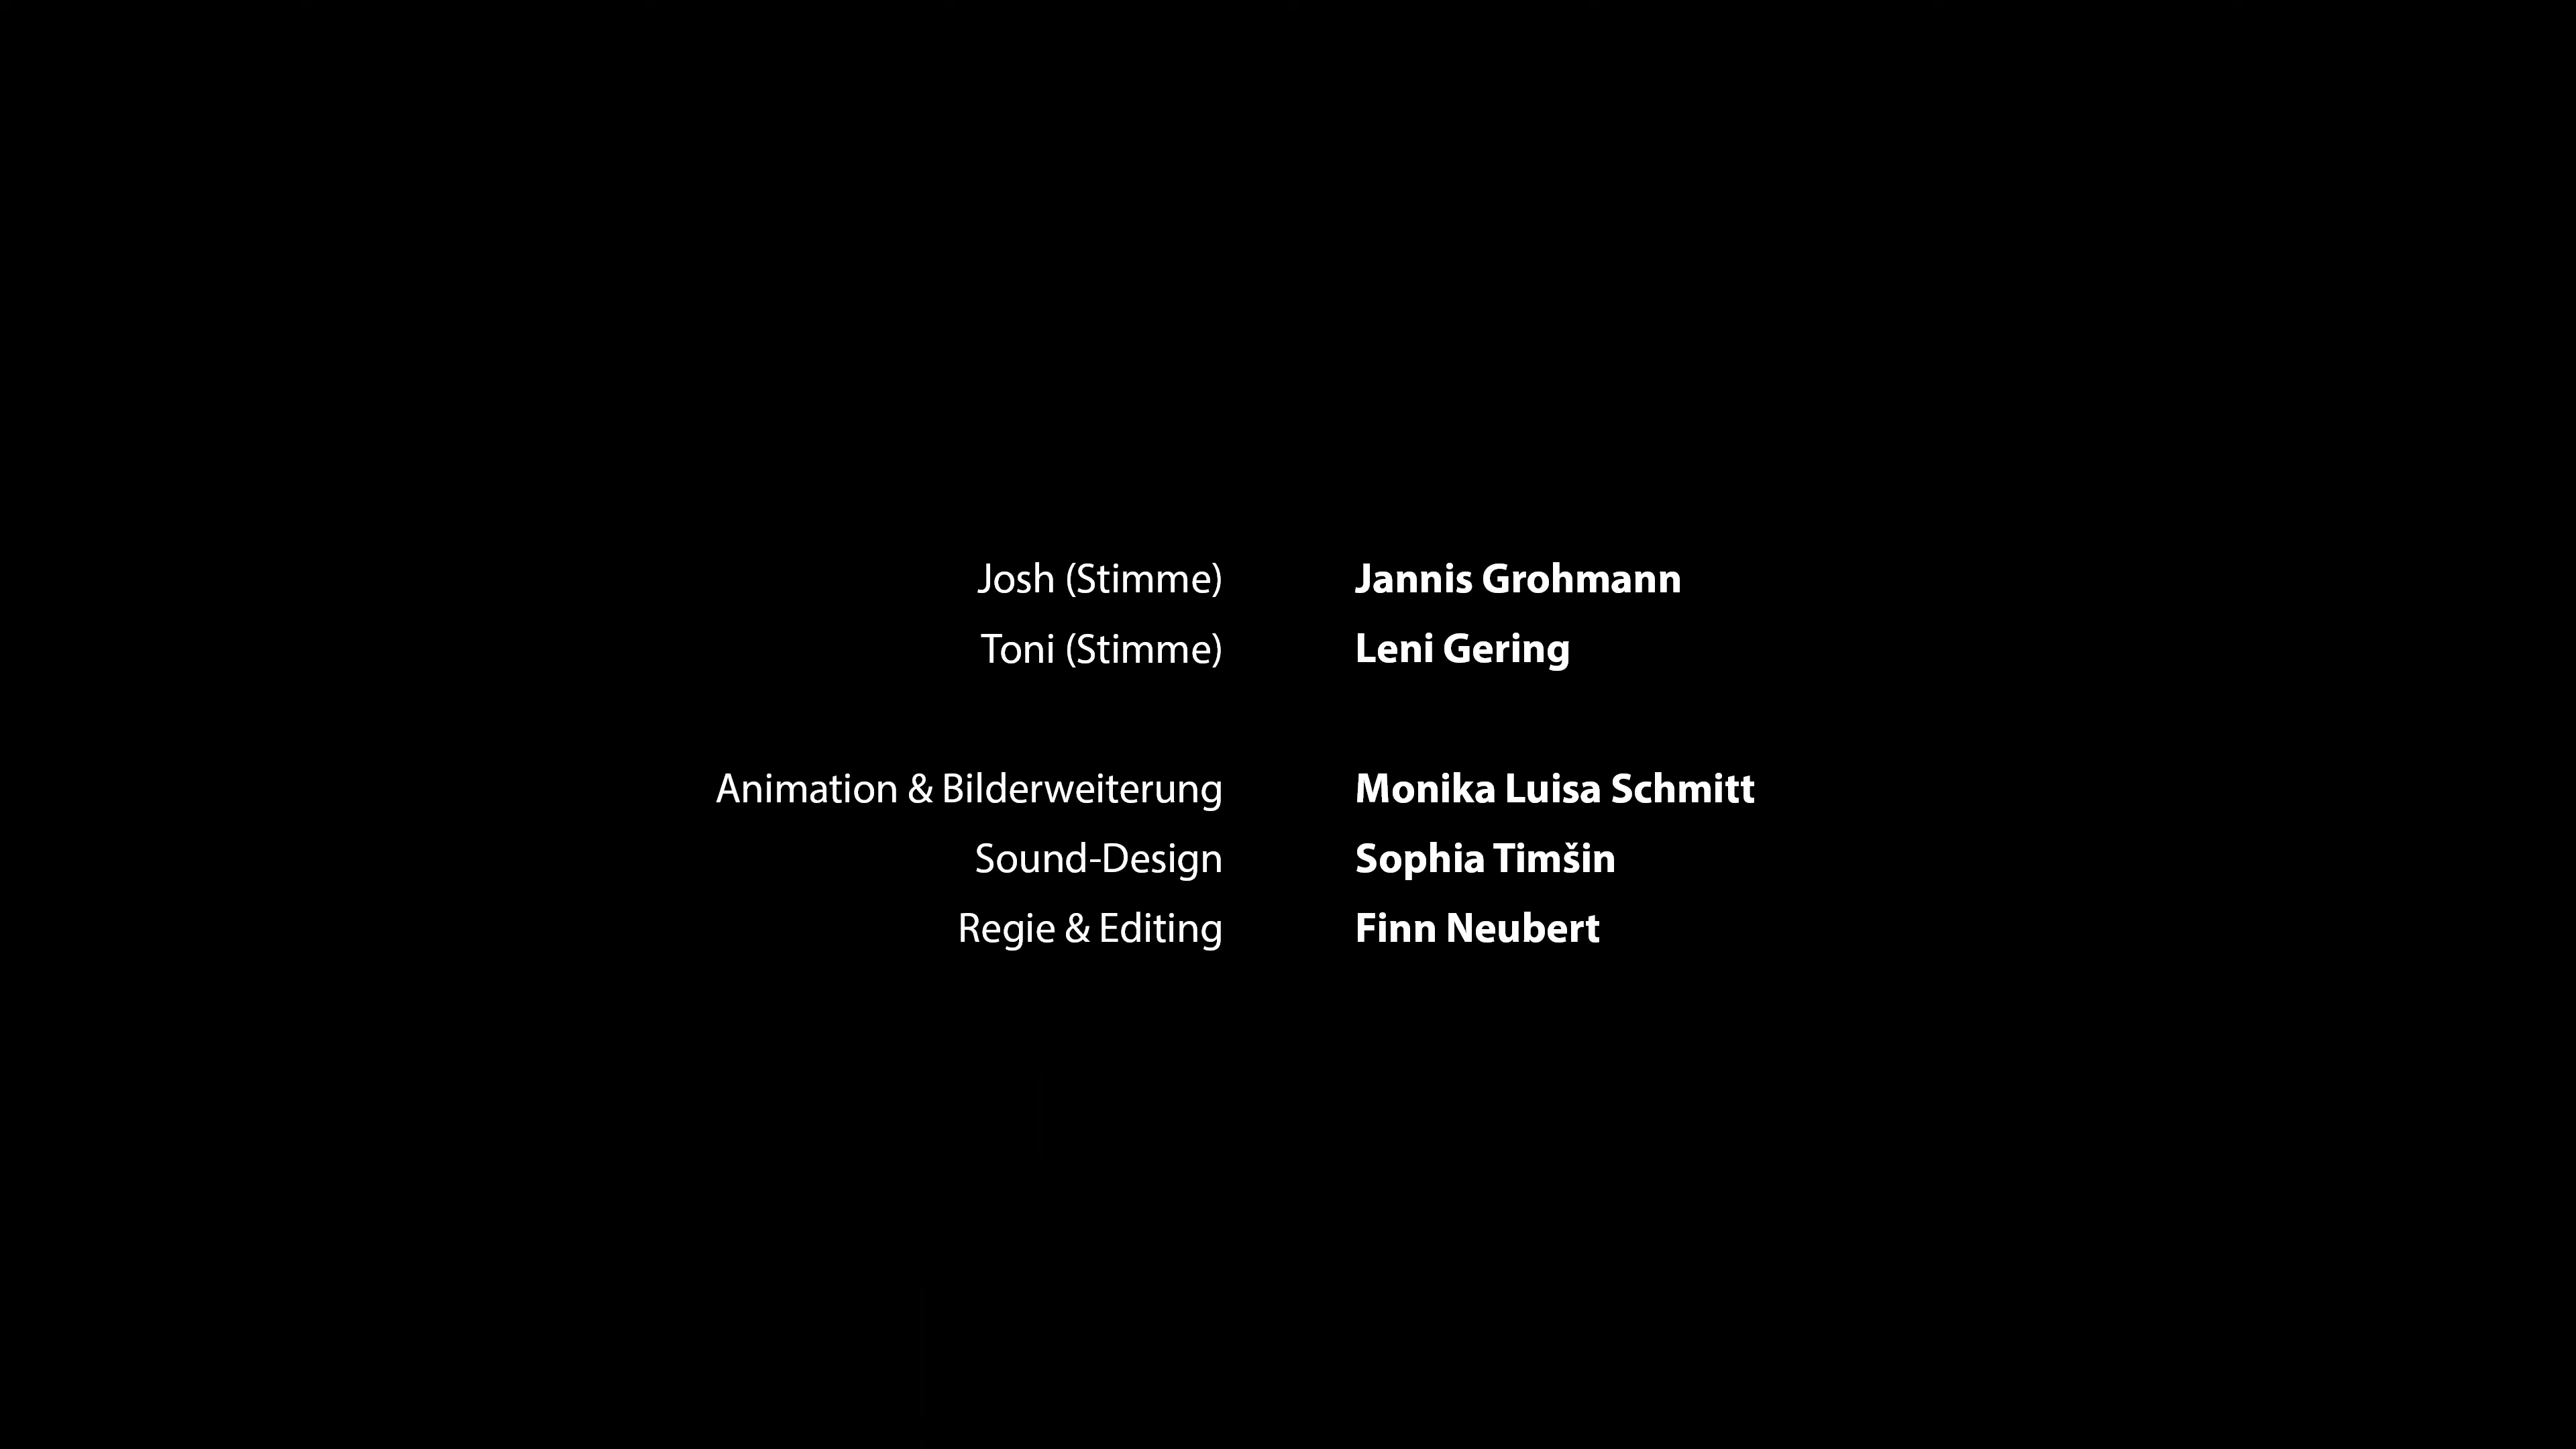 Josh (Stimme) Jannis Grohmann
Toni (Stimme) Leni Gering
Animation & Bilderweiterung Monika Luisa Schmitt
Sound-Design Sophia Timšin
Regie & Editing Finn Neubert